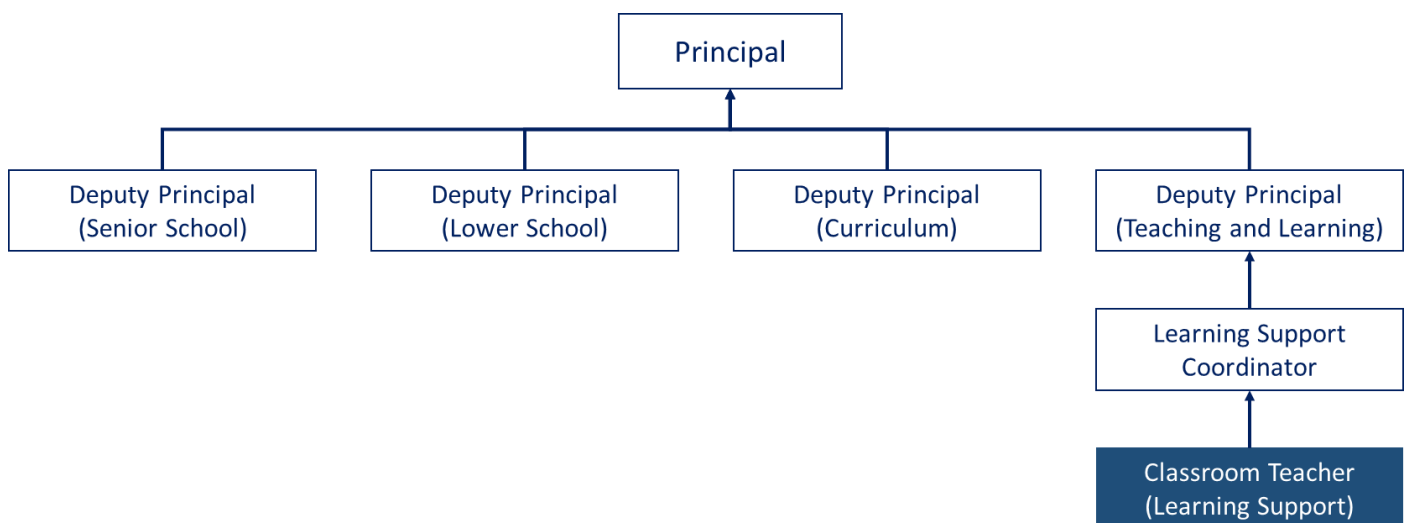 Principal
Deputy Principal
(Senior School)
Deputy Principal
(Lower School)
Deputy Principal
(Curriculum)
Deputy Principal
(Teaching and Learning)
Learning Support
Coordinator
Classroom Teacher
(Learning Support)